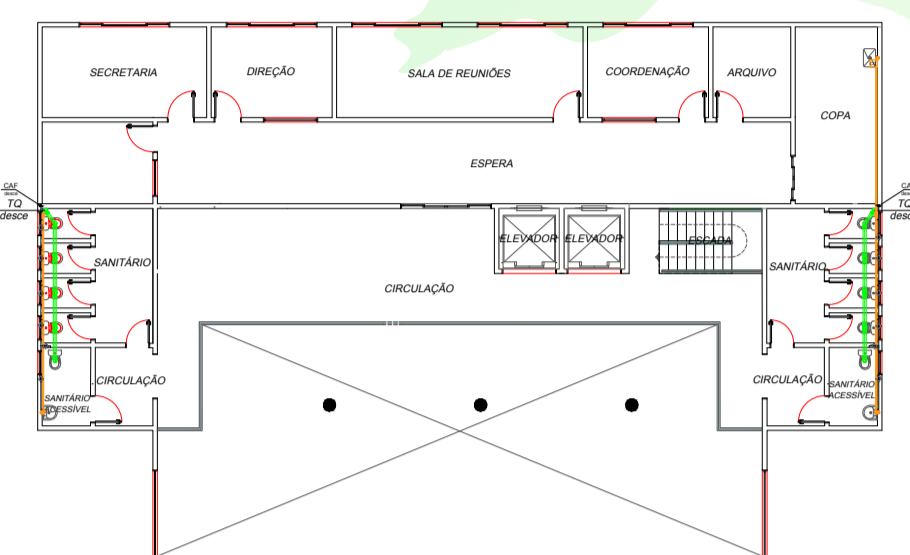 SECRETARIA
DIREÇÃO
SALA DE REUNIÕES
COORDENAÇÃO
ARQUIVO
COPA
ESPERA
CAF
desce
TQ
desce
CAF
TQ
desce
ELEVADOR
ELEVADOR
ESCADA
SANITÁRIO
SANITÁRIO
CIRCULAÇÃO
CIRCULAÇÃO
CIRCULAÇÃO
SANITÁRIO
ACESSÍVEL
SANITÁRIO
ACESSÍVEL